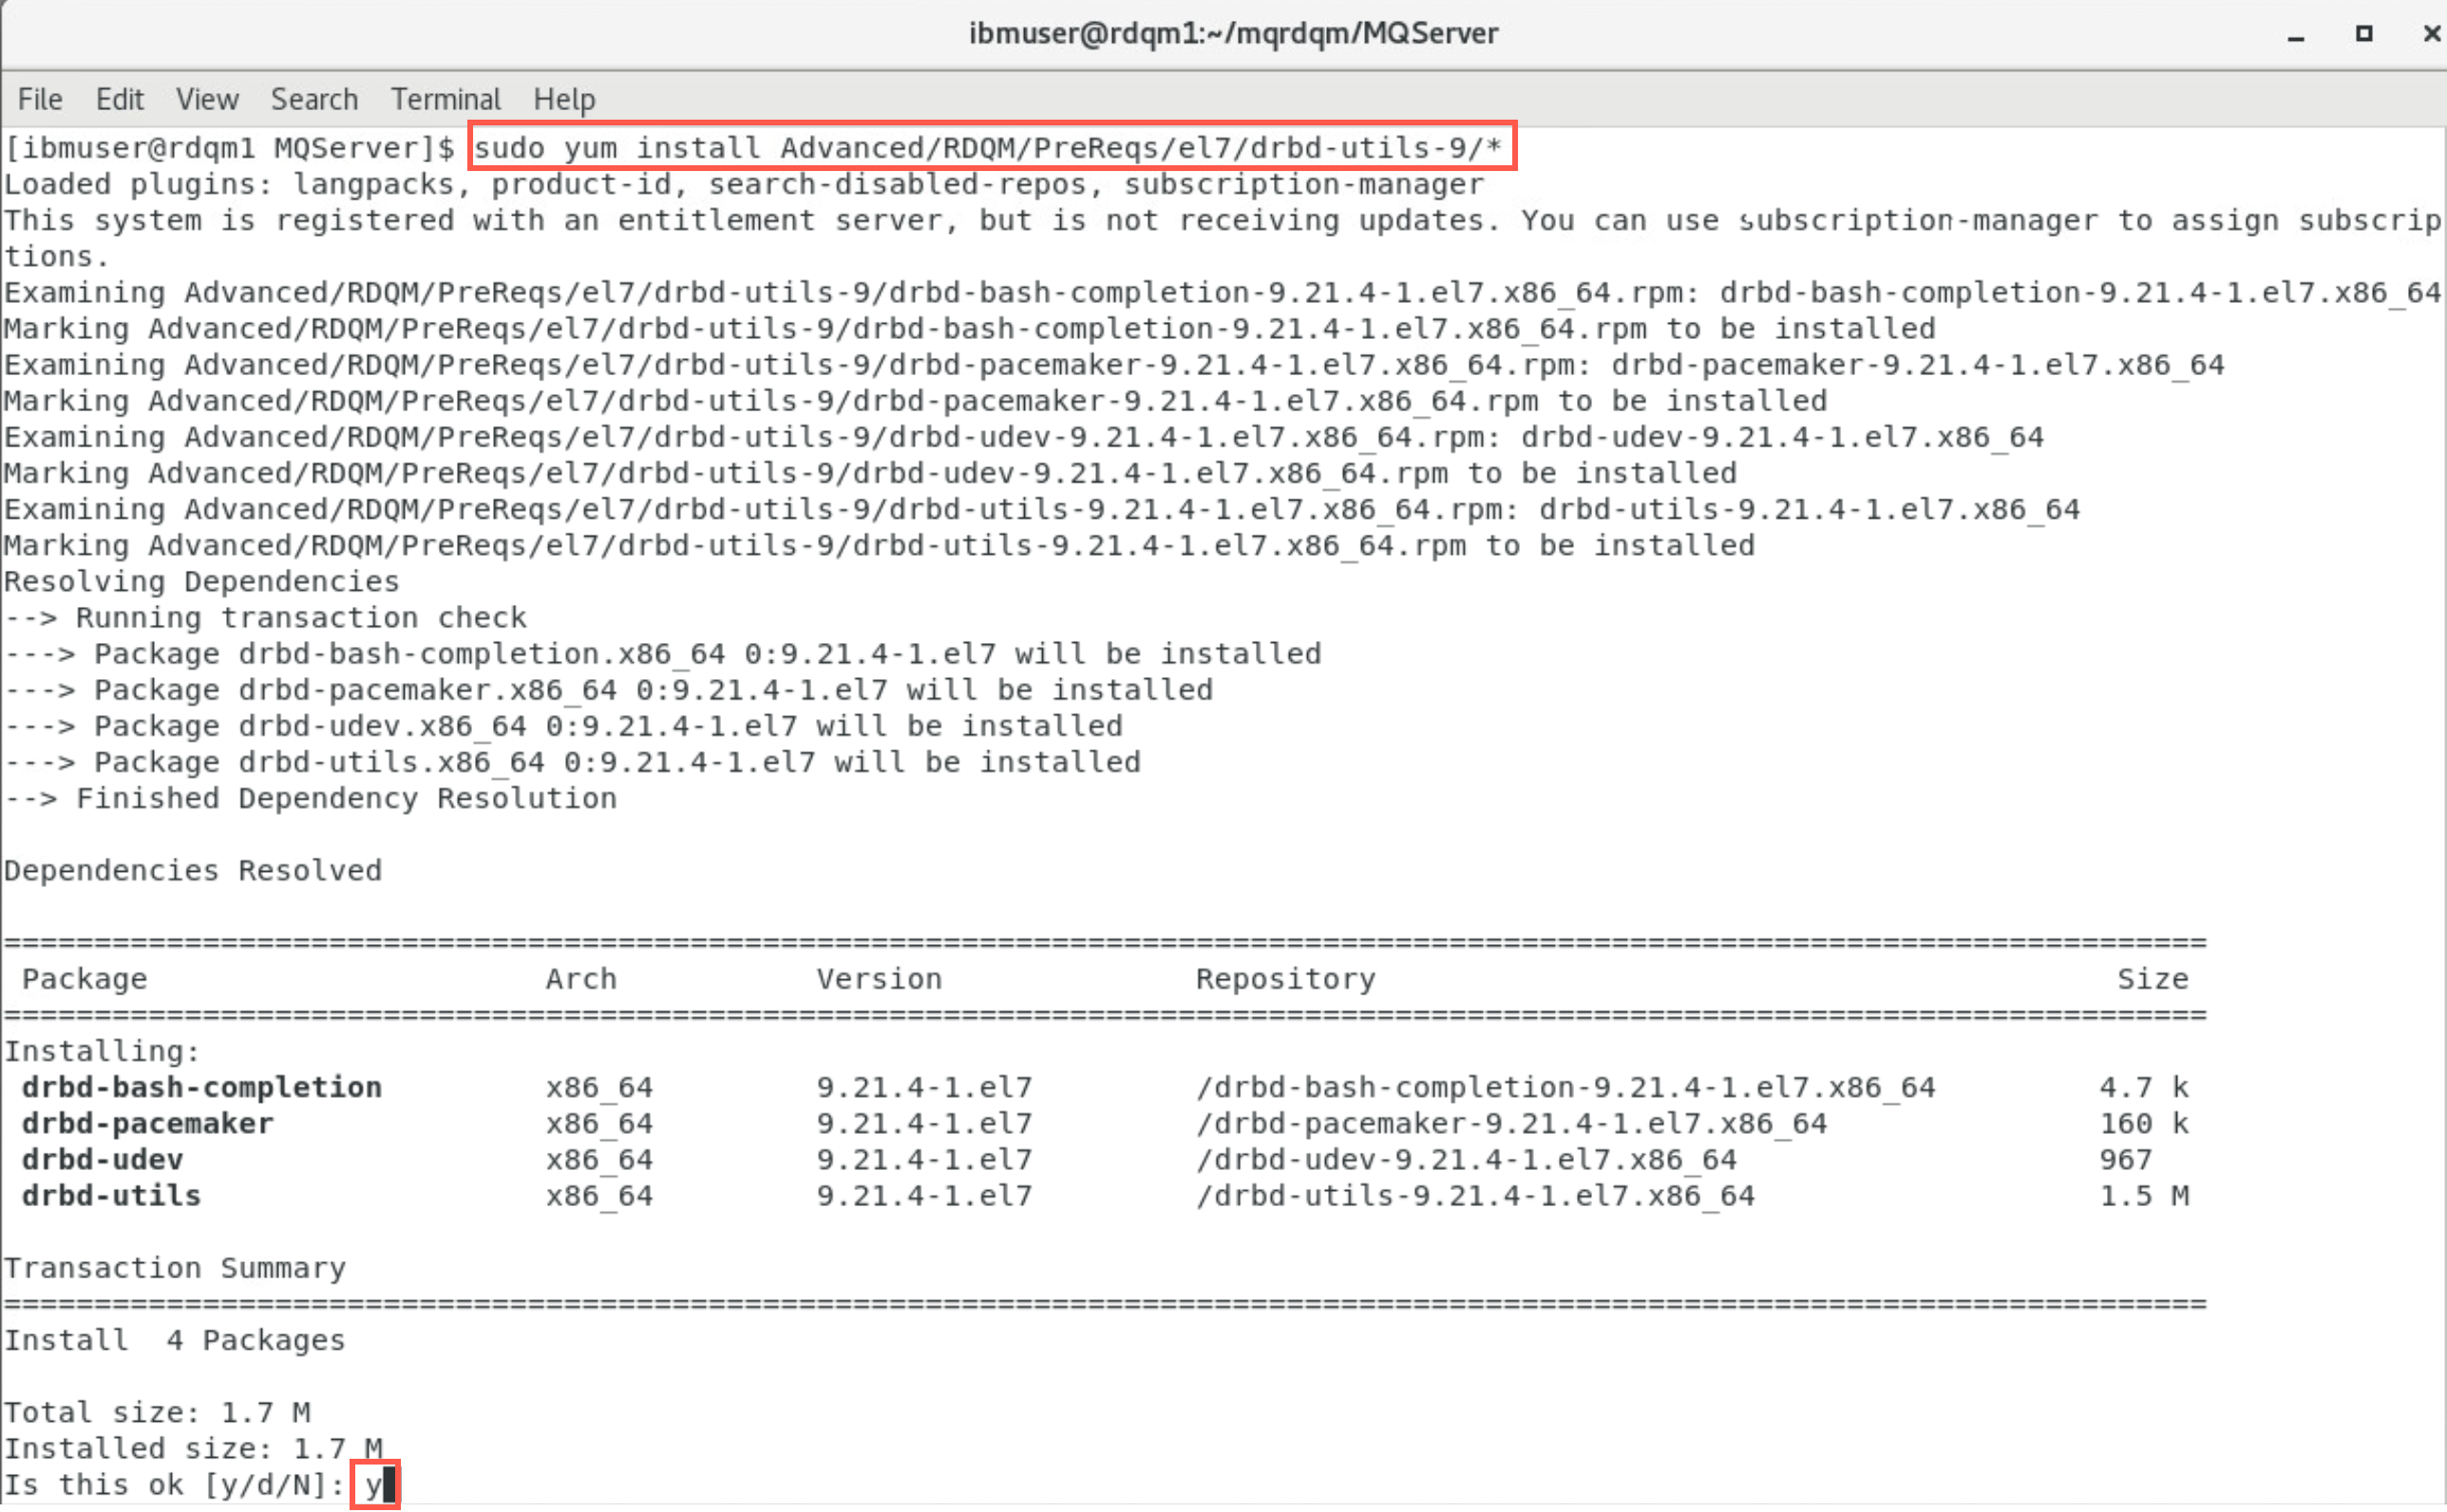 ibmuser@rdqm1:~/mqrdqm/MQServer
File Edit View Search Terminal Help
[ibmuser@rdqm1 MQServer]$ sudo yum install Advanced/RDQM/PreReqs/el7/drbd-utils-9/*
Loaded plugins: langpacks, product-id, search-disabled-repos, subscription-manager
This system is registered with an entitlement server, but is not receiving updates. You can use subscription-manager to assign subscrip
tions.
Examining Advanced/RDQM/PreReqs/el7/drbd-utils-9/drbd-bash-completion-9.21.4-1.el7.x86_64.rpm: drbd-bash-completion-9.21.4-1.el7.x86_64
Marking Advanced/RDQM/PreReqs/el7/drbd-utils-9/drbd-bash-completion-9.21.4-1.el7.x86_64.rpm to be installed
Examining Advanced/RDQM/PreReqs/el7/drbd-utils-9/drbd-pacemaker-9.21.4-1.el7.x86_64.rpm: drbd-pacemaker-9.21.4-1.el7.x86_64
Marking Advanced/RDQM/PreReqs/el7/drbd-utils-9/drbd-pacemaker-9.21.4-1.el7.x86_64.rpm to be installed
Examining Advanced/RDQM/PreReqs/el7/drbd-utils-9/drbd-udev-9.21.4-1.el7.x86_64.rpm: drbd-udev-9.21.4-1.el7.x86_64
Marking Advanced/RDQM/PreReqs/el7/drbd-utils-9/drbd-udev-9.21.4-1.el7.x86_64.rpm to be installed
Examining Advanced/RDQM/PreReqs/el7/drbd-utils-9/drbd-utils-9.21.4-1.el7.x86_64.rpm: drbd-utils-9.21.4-1.el7.x86_64
Marking Advanced/RDQM/PreReqs/el7/drbd-utils-9/drbd-utils-9.21.4-1.el7.x86_64.rpm to be installed
Resolving Dependencies
--> Running transaction check
---> Package drbd-bash-completion.x86_64 0:9.21.4-1.el7 will be installed
---> Package drbd-pacemaker.x86_64 0:9.21.4-1.el7 will be installed
---> Package drbd-udev.x86_64 0:9.21.4-1.el7 will be installed
---> Package drbd-utils.x86_64 0:9.21.4-1.el7 will be installed
--> Finished Dependency Resolution
Dependencies Resolved
==========================================================================================================================
Package Arch Version Repository Size
==========================================================================================================================
Installing:
drbd-bash-completion x86_64 9.21.4-1.el7 /drbd-bash-completion-9.21.4-1.el7.x86_64 4.7 k
drbd-pacemaker x86_64 9.21.4-1.el7 /drbd-pacemaker-9.21.4-1.el7.x86_64 160 k
drbd-udev x86_64 9.21.4-1.el7 /drbd-udev-9.21.4-1.el7.x86_64 967
drbd-utils x86_64 9.21.4-1.el7 /drbd-utils-9.21.4-1.el7.x86_64 1.5 M
Transaction Summary
==========================================================================================================================
Install 4 Packages
Total size: 1.7 M
Installed size: 1.7 M
Is this ok [y/d/N]: y